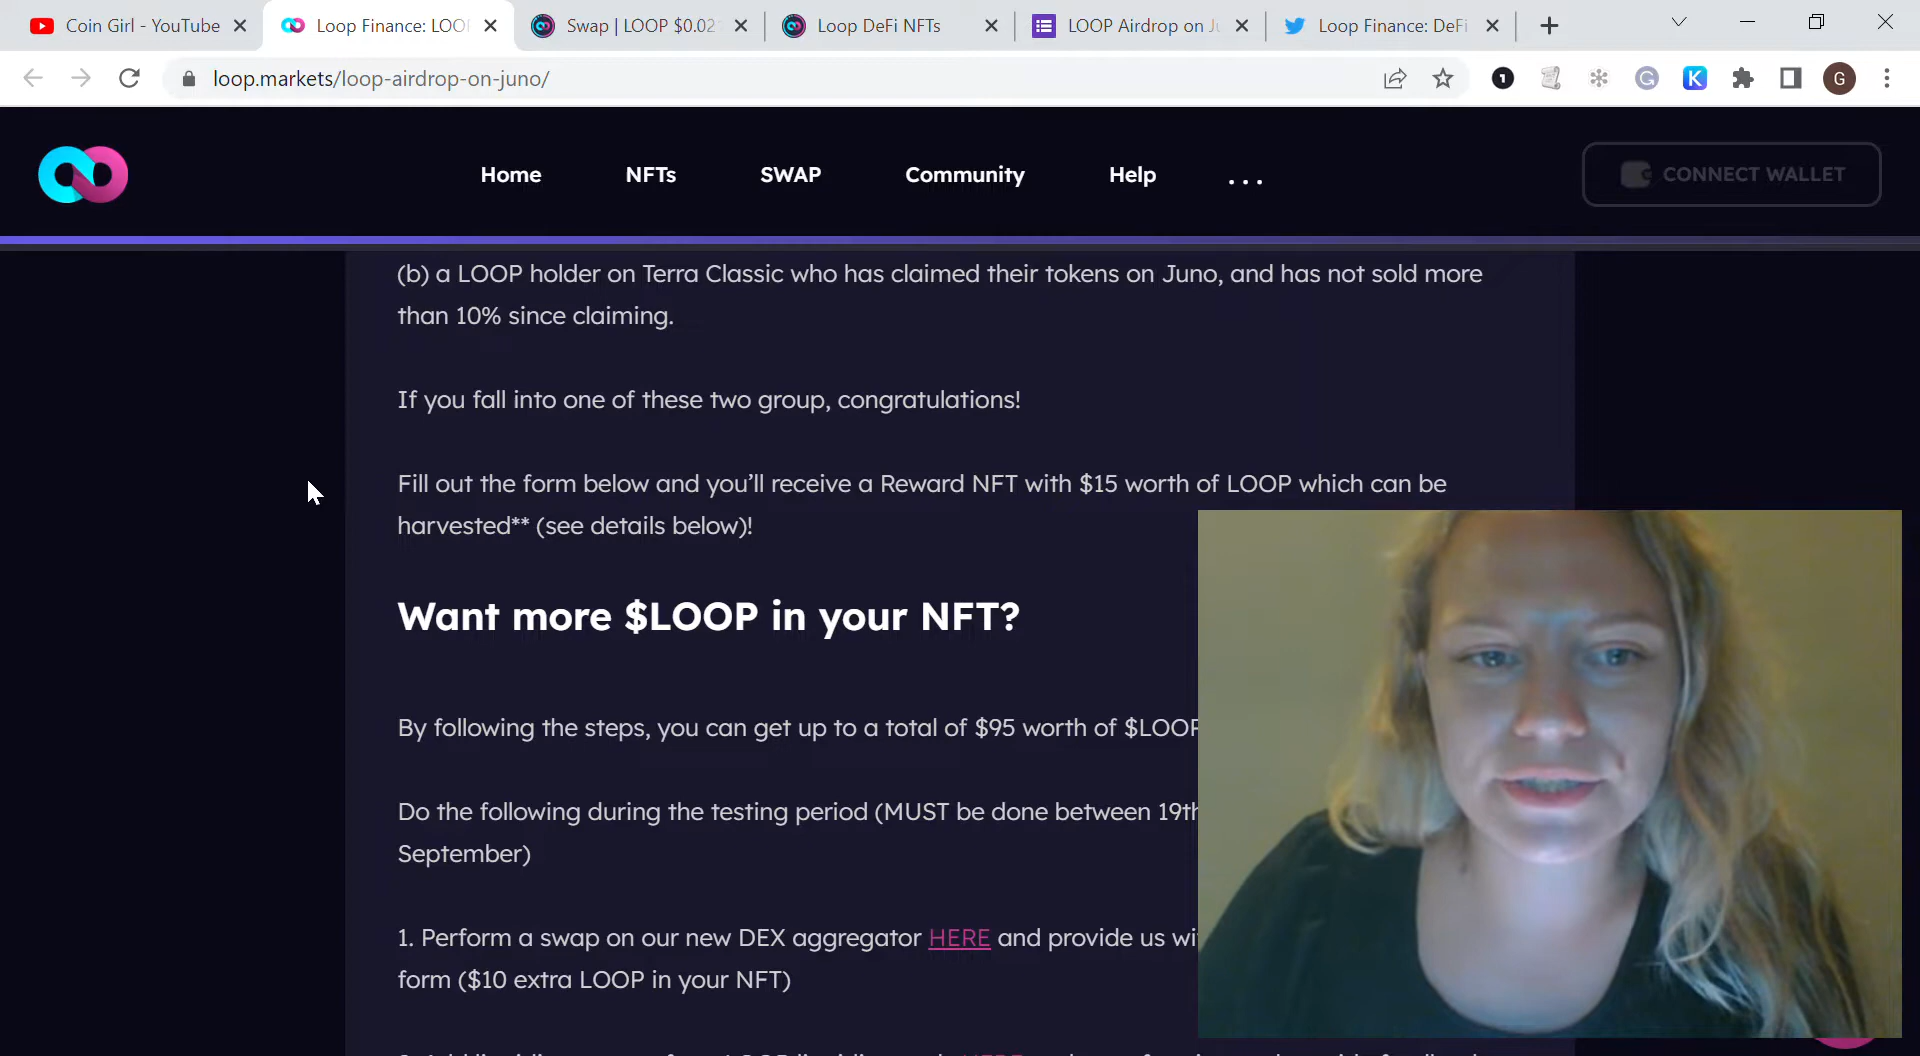 Coin Girl - YouTube
Loop Finance: LOO
Swap | LOOP $0.02
Loop DeFi NFTs
LOOP Airdrop on Ju
Loop Finance: DeFi
loop.markets/loop-airdrop-on-juno/
G
K
G
Home
NFTs
SWAP
Community
Help
...
CONNECT WALLET
(b) a LOOP holder on Terra Classic who has claimed their tokens on Juno, and has not sold more
than 10% since claiming.
If you fall into one of these two group, congratulations!
Fill out the form below and you’ll receive a Reward NFT with $15 worth of LOOP which can be
harvested** (see details below)!
Want more $LOOP in your NFT?
By following the steps, you can get up to a total of $95 worth of $LOOP
Do the following during the testing period (MUST be done between 19th
September)
1. Perform a swap on our new DEX aggregator HERE and provide us wi
form ($10 extra LOOP in your NFT)